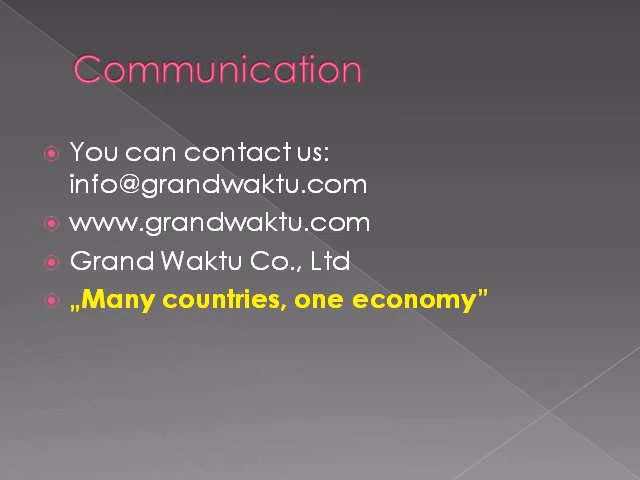 Communication
You can contact us:
info@grandwaktu.com
www.grandwaktu.com
Grand Waktu Co., Ltd
„Many countries, one economy”